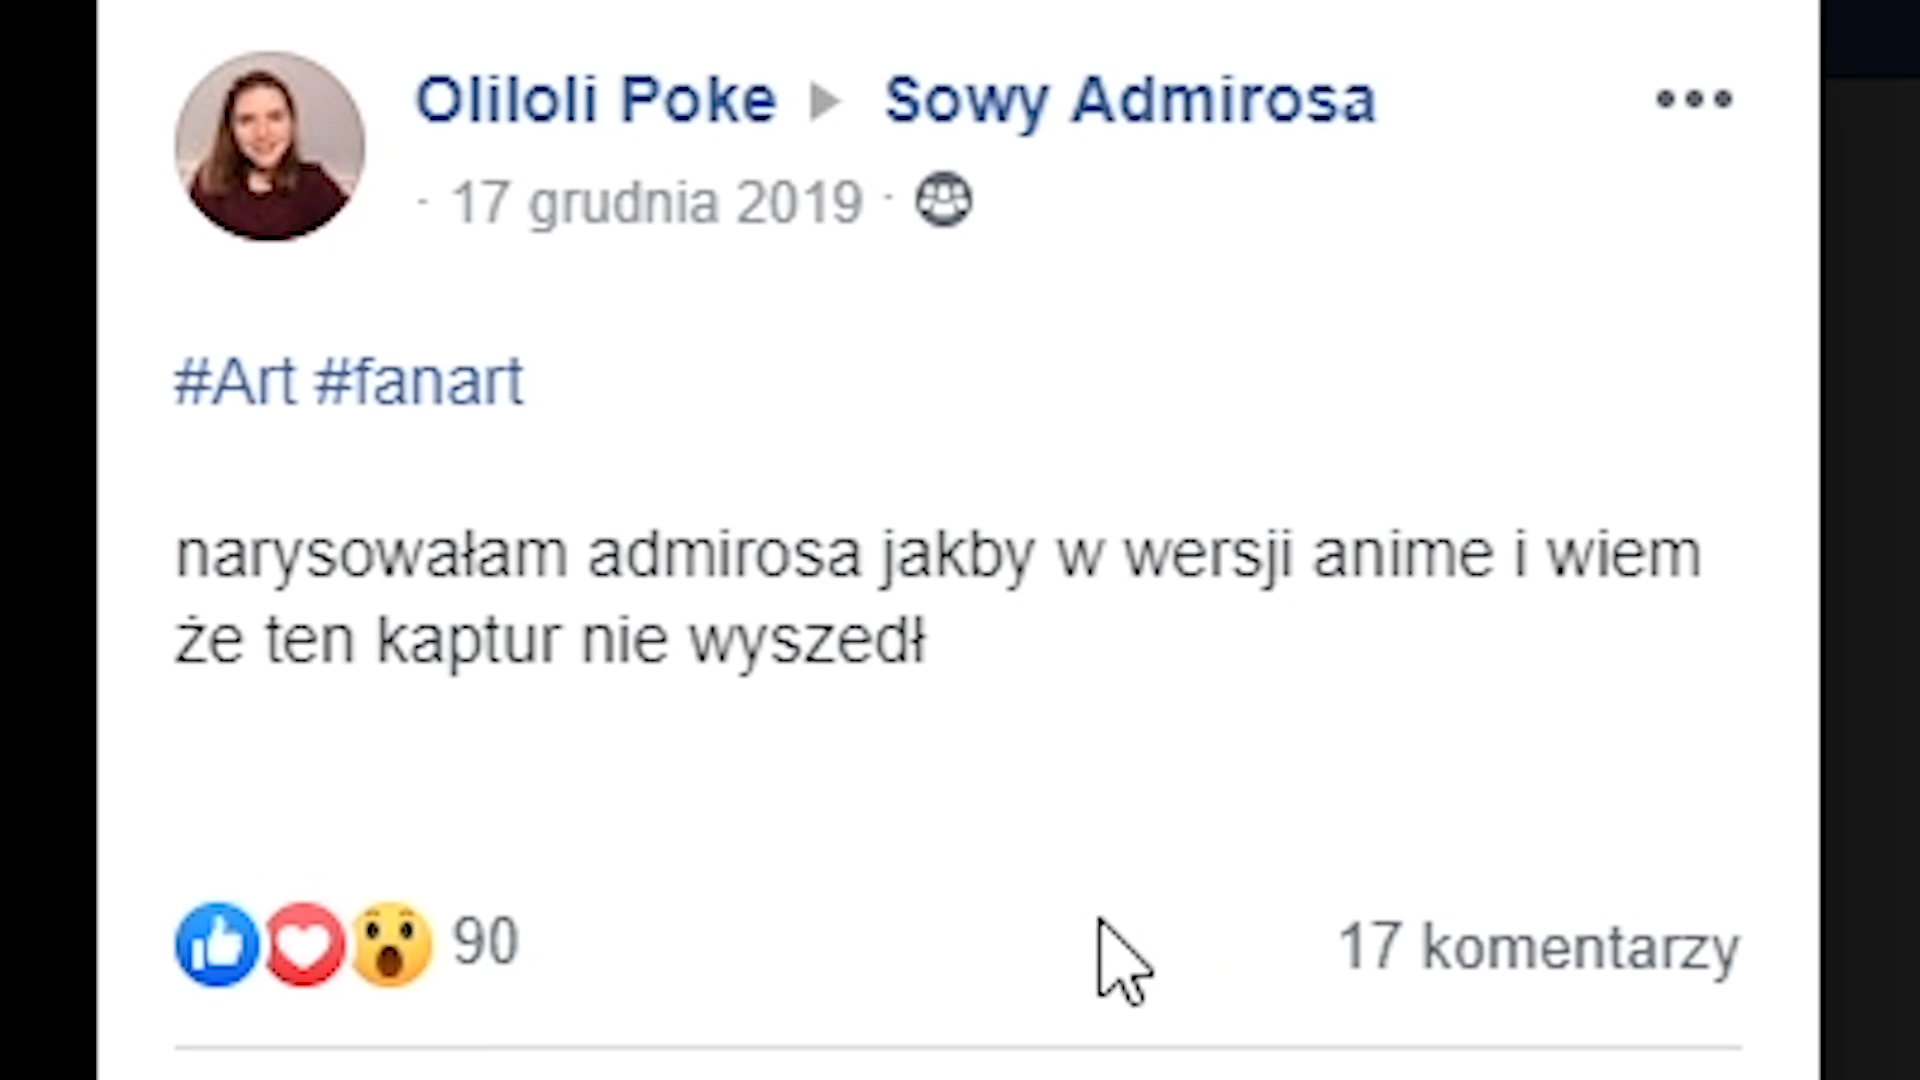 Oliloli Poke ▸ Sowy Admirosa
· 17 grudnia 2019 ·
#Art #fanart
narysowałam admirosa jakby w wersji anime i wiem
że ten kaptur nie wyszedł
90
17 komentarzy